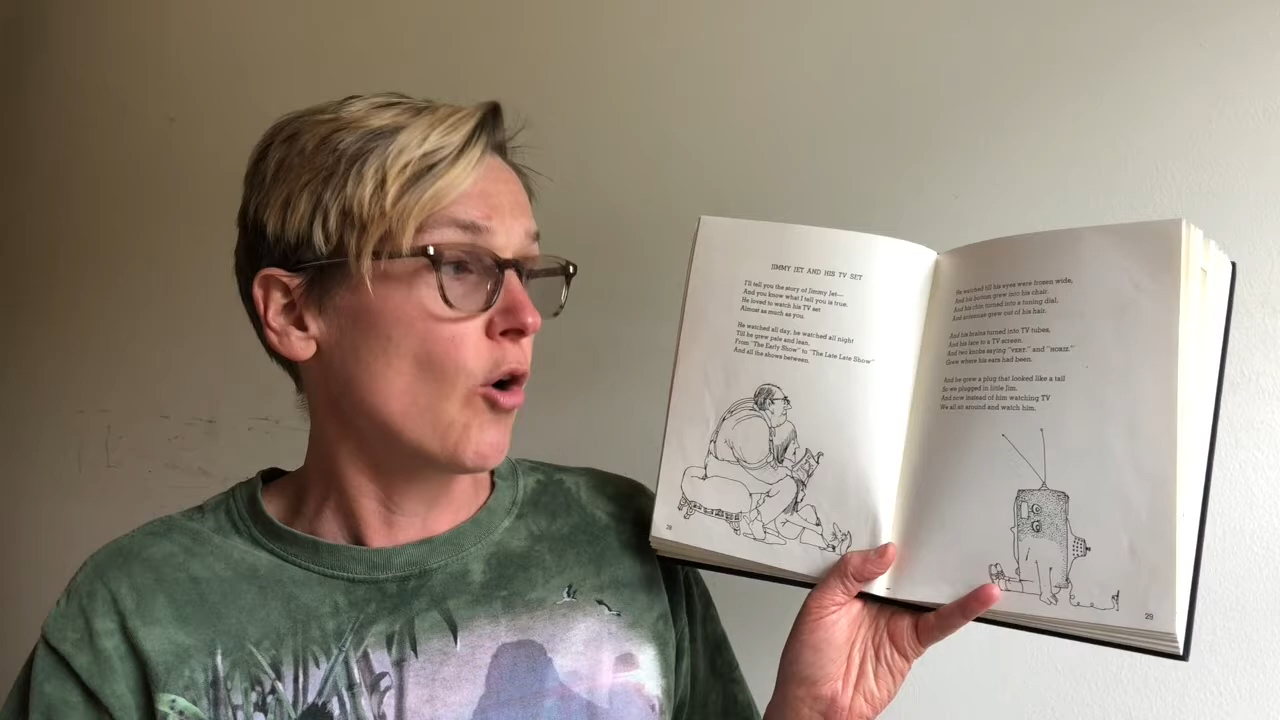 JIMMY JET AND HIS TV SET
I'll tell you the story of Jimmy Jet—
And you know what I tell you is true.
He loved to watch his TV set
Almost as much as you.
He watched all day, he watched all night
Till he grew pale and lean,
From "The Early Show" to "The Late Late Show"
And all the shows between.
28
He watched till his eyes were frozen wide,
And his bottom grew into his chair.
And his chin turned into a tuning dial,
And antennae grew out of his hair.
And his brains turned into TV tubes,
And his face to a TV screen.
And two knobs saying "VERT." and "HORIZ."
Grew where his ears had been.
And he grew a plug that looked like a tail
So we plugged in little Jim.
And now instead of him watching TV
We all sit around and watch him.
29